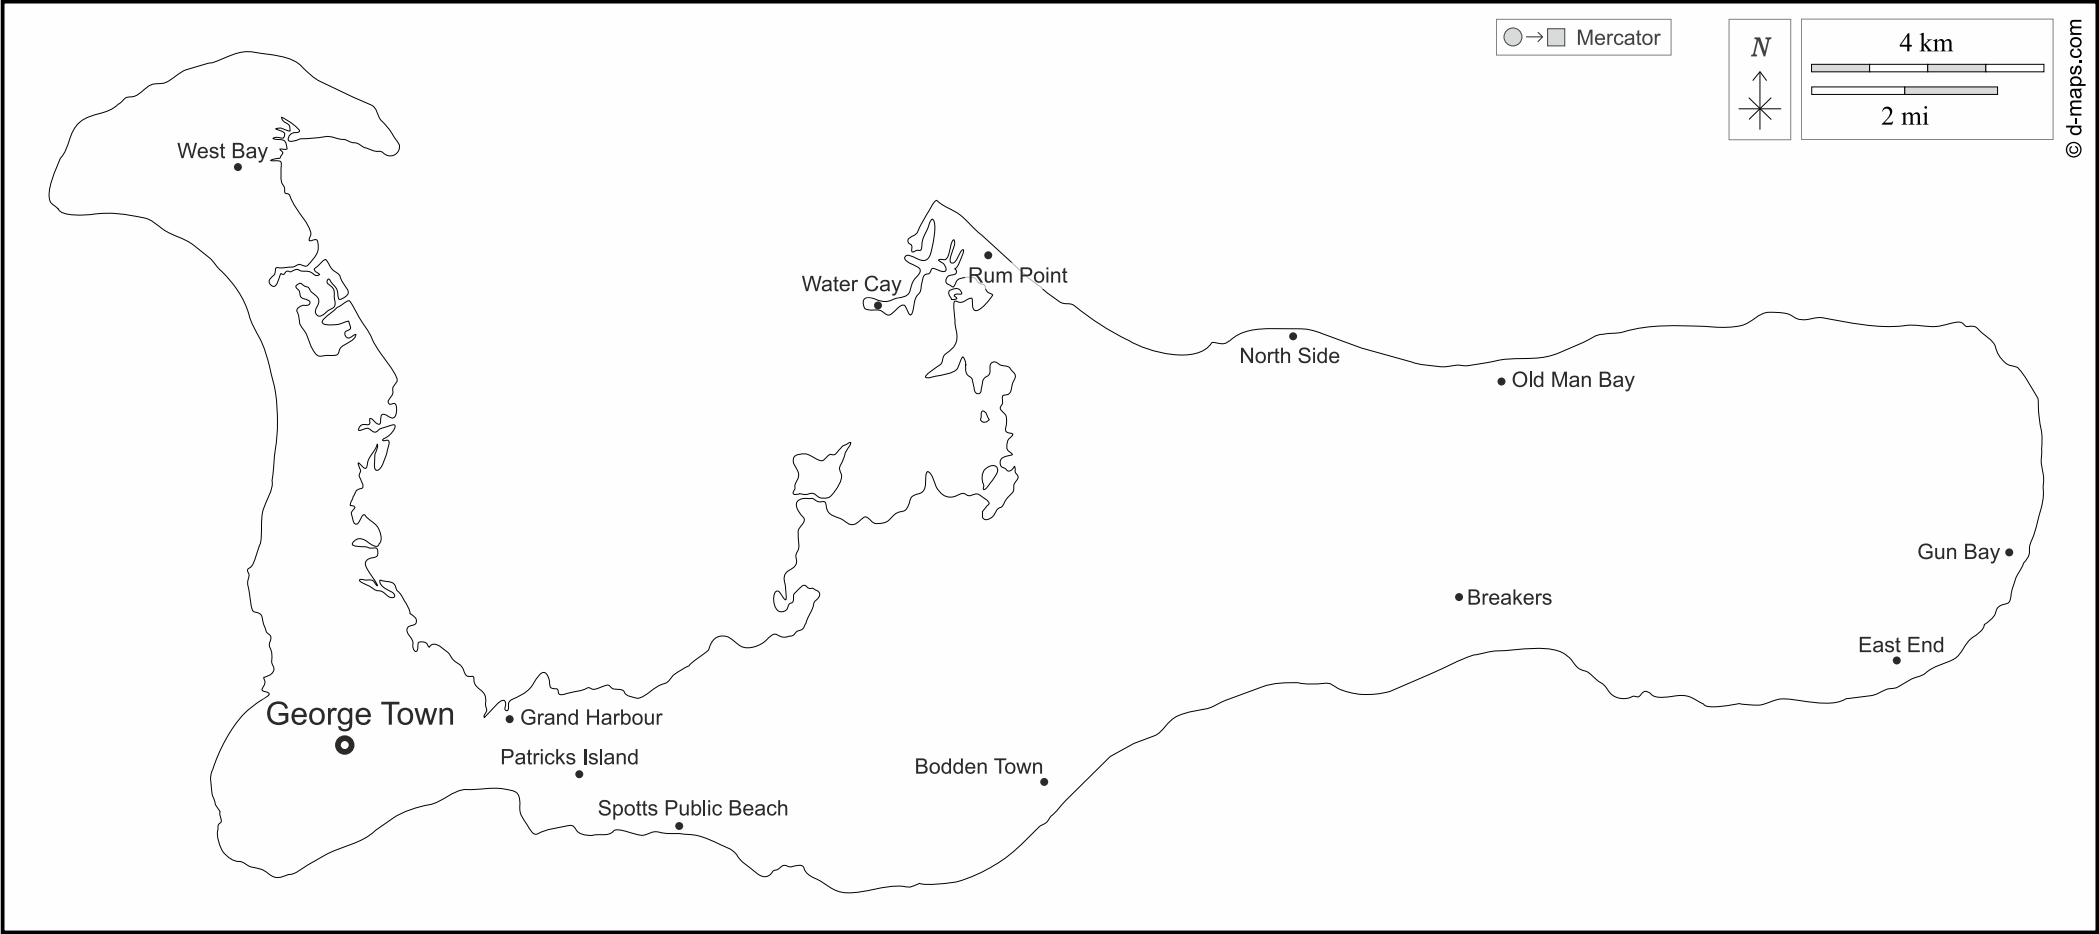 Mercator
N
4 km
2 mi
© d-maps.com
West Bay
Water Cay
Rum Point
North Side
Old Man Bay
Gun Bay
Breakers
East End
George Town
Grand Harbour
Patricks Island
Bodden Town
Spotts Public Beach